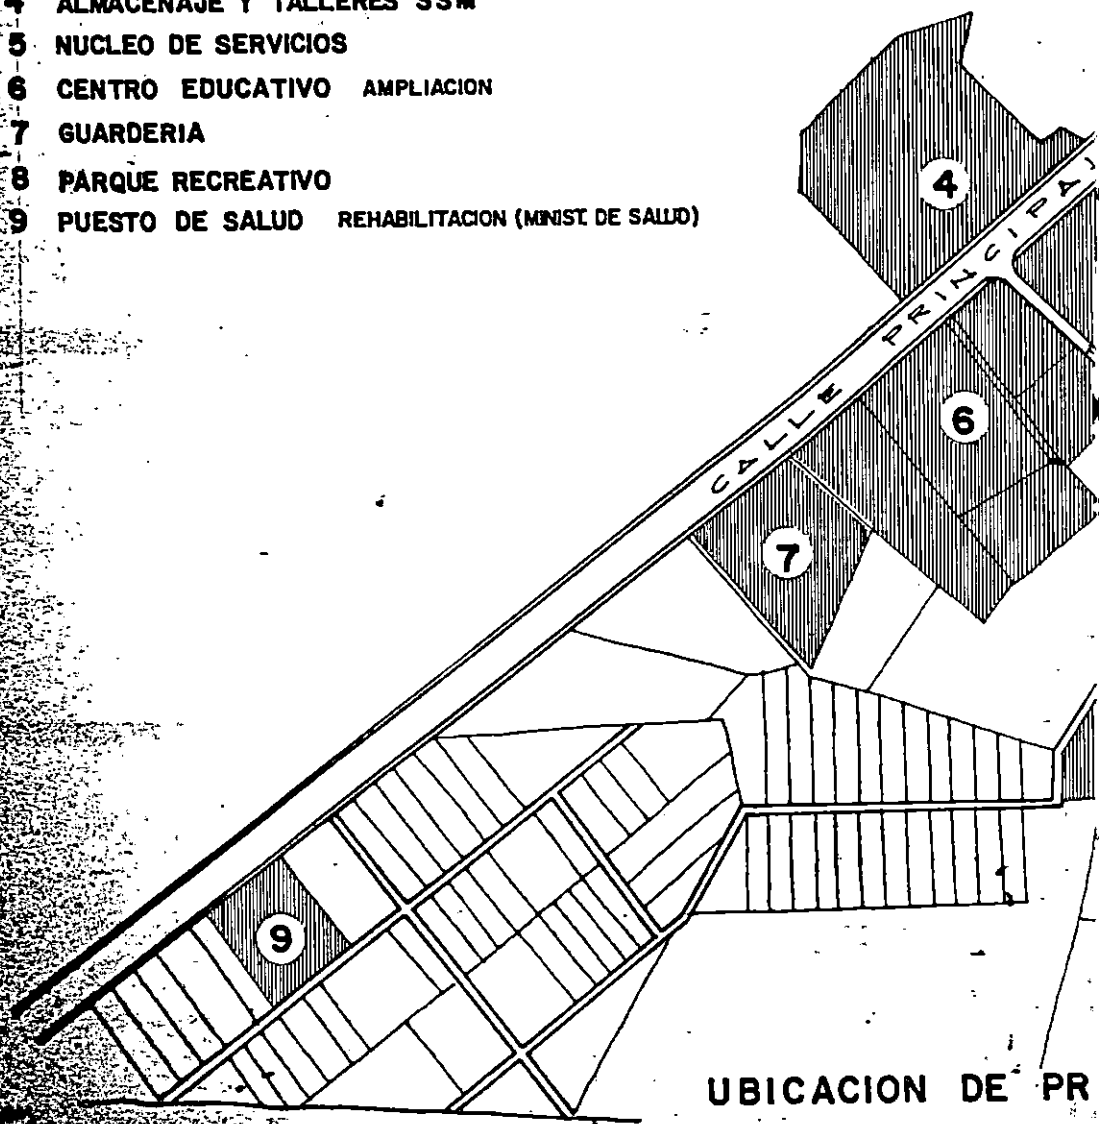 4 ALMACENAJE Y TALLERES SSM
5 NUCLEO DE SERVICIOS
6 CENTRO EDUCATIVO AMPLIACION
7 GUARDERIA
8 PARQUE RECREATIVO
9 PUESTO DE SALUD REHABILITACION (MINIST. DE SALUD)
4
CALLE PRINCIPAL
6
7
9
UBICACION DE PR